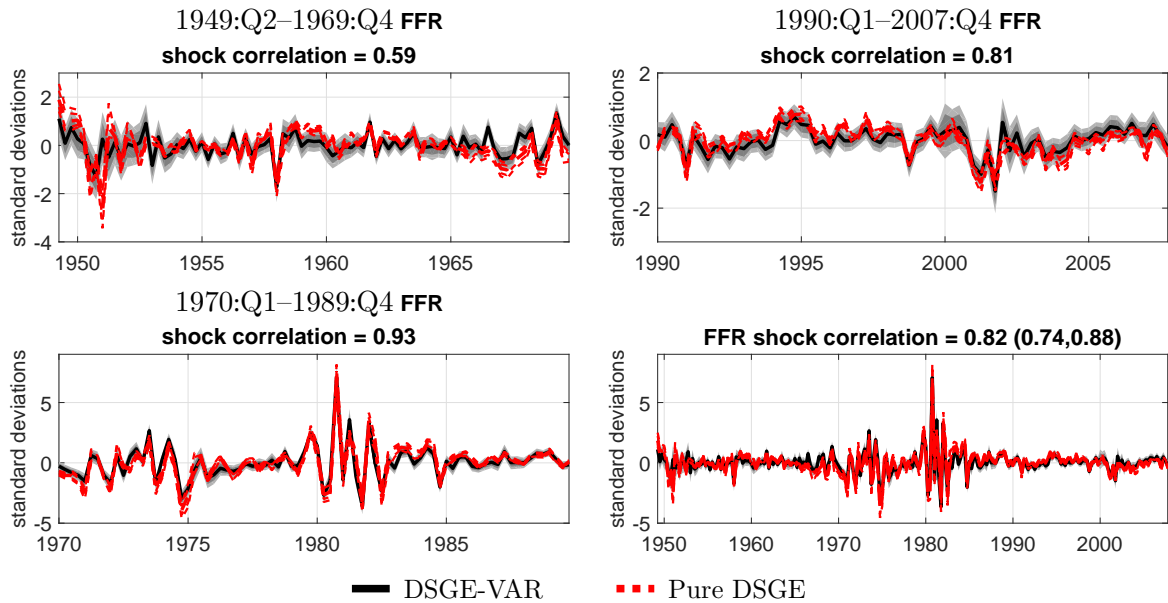 1949:Q2–1969:Q4 FFR
shock correlation = 0.59
standard deviations
2
0
-2
-4
1950
1955
1960
1965
1990:Q1–2007:Q4 FFR
shock correlation = 0.81
standard deviations
2
0
-2
1990
1995
2000
2005
1970:Q1–1989:Q4 FFR
shock correlation = 0.93
standard deviations
5
0
-5
1970
1975
1980
1985
FFR shock correlation = 0.82 (0.74,0.88)
standard deviations
5
0
-5
1950
1960
1970
1980
1990
2000
DSGE-VAR
Pure DSGE